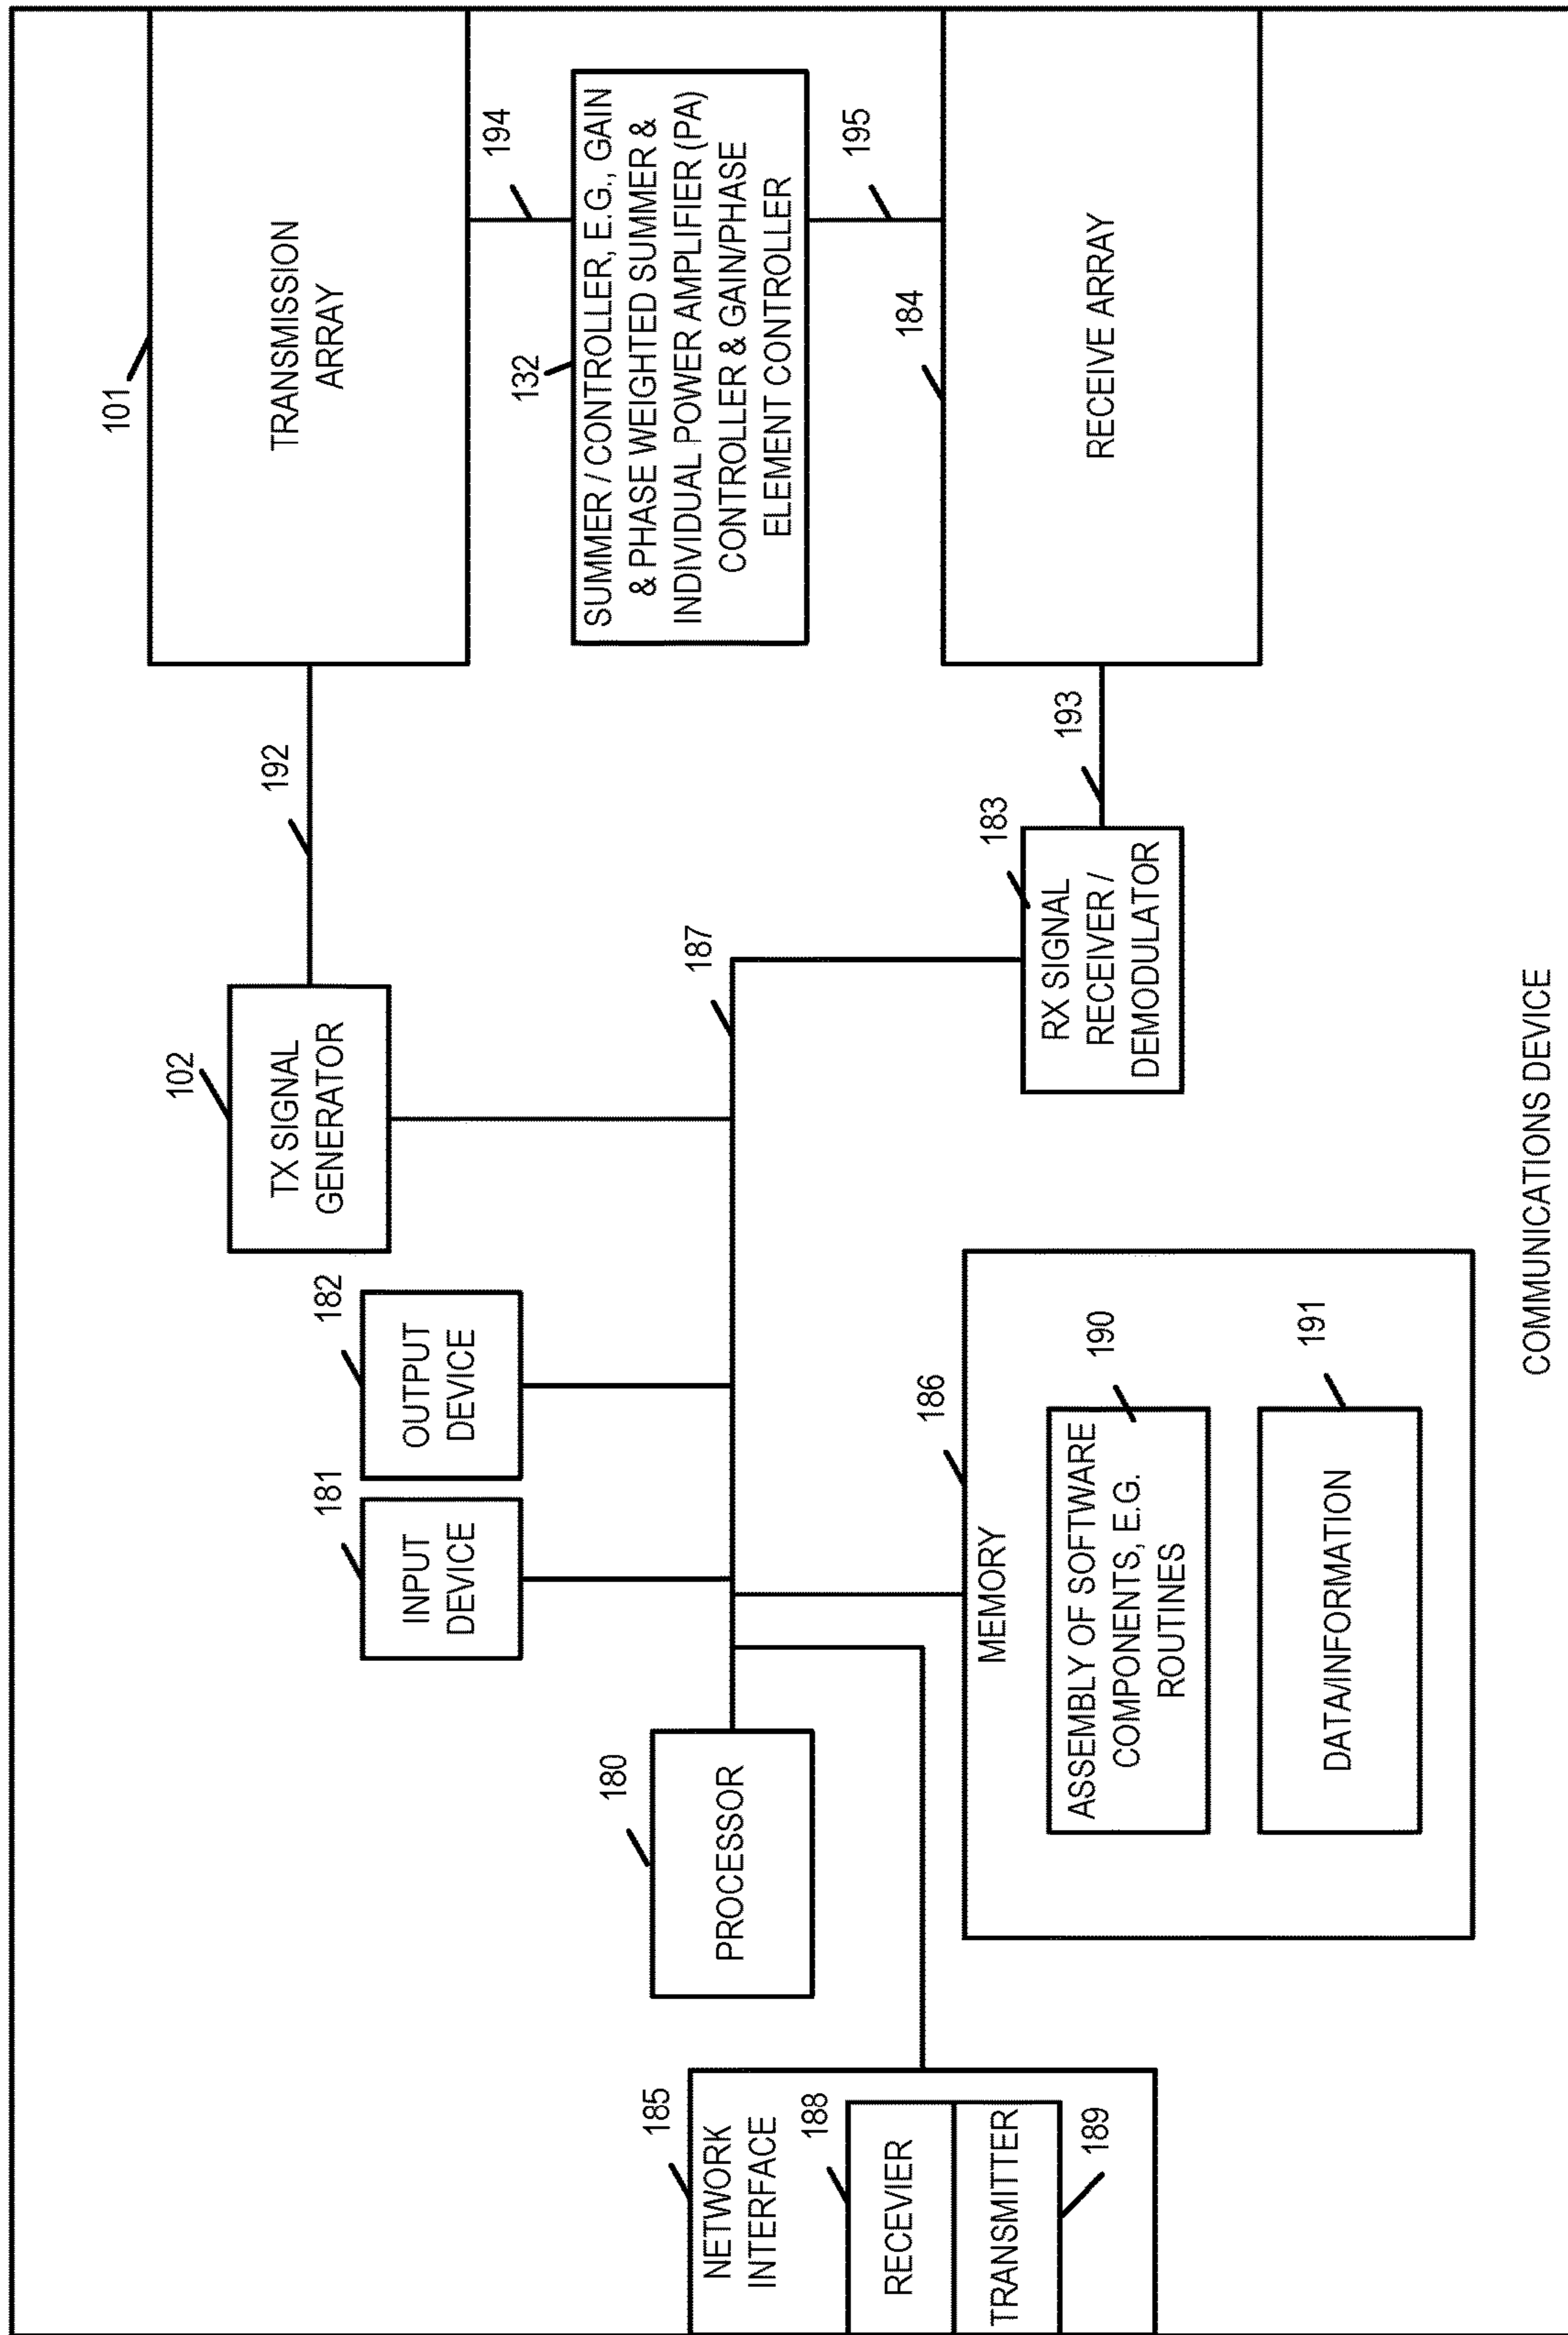 101
TRANSMISSION
ARRAY
192
194
102
TX SIGNAL
GENERATOR
132
SUMMER / CONTROLLER, E.G., GAIN
& PHASE WEIGHTED SUMMER &
INDIVIDUAL POWER AMPLIFIER (PA)
CONTROLLER & GAIN/PHASE
ELEMENT CONTROLLER
195
181
INPUT
DEVICE
182
OUTPUT
DEVICE
187
184
RECEIVE ARRAY
193
183
RX SIGNAL
RECEIVER /
DEMODULATOR
180
PROCESSOR
185
NETWORK
INTERFACE
188
RECEVIER
TRANSMITTER
189
186
MEMORY
190
ASSEMBLY OF SOFTWARE
COMPONENTS, E.G.
ROUTINES
191
DATA/INFORMATION
COMMUNICATIONS DEVICE